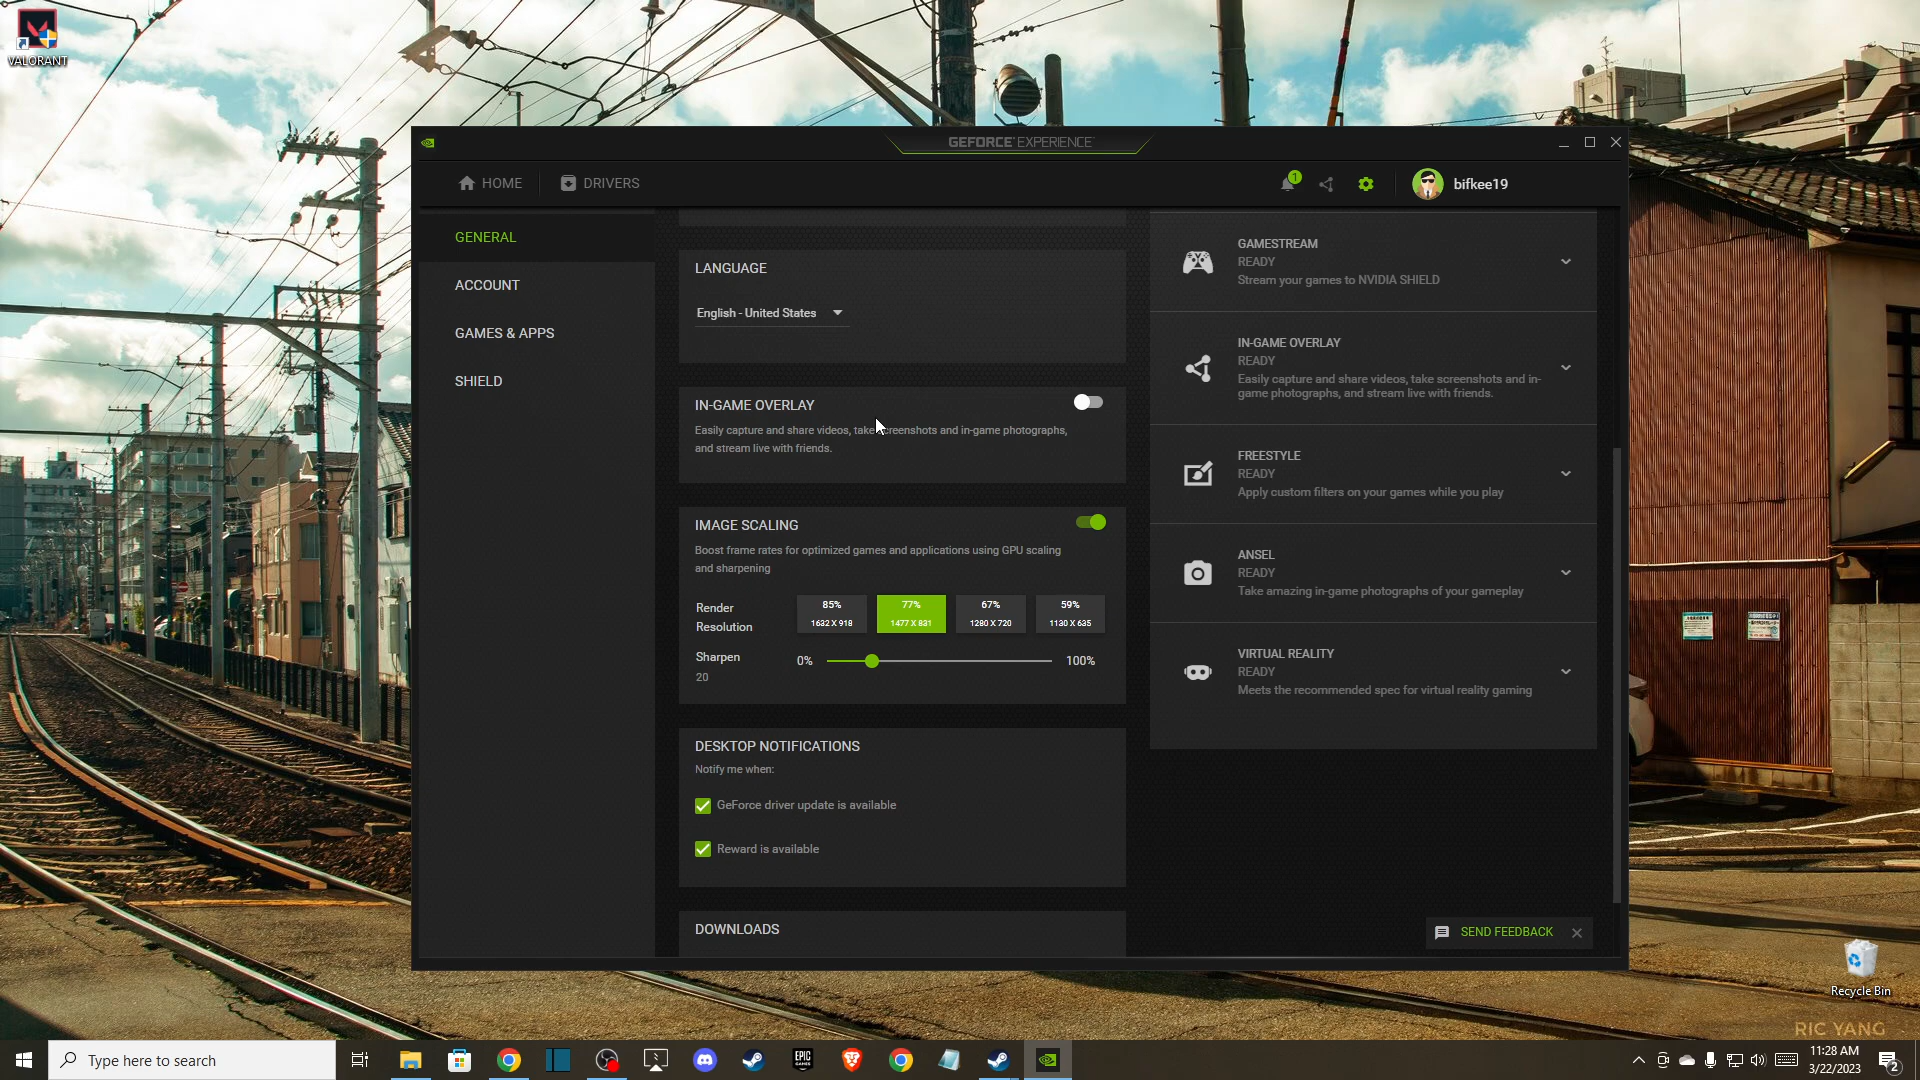 VALORANT
GEFORCE EXPERIENCE
HOME
DRIVERS
1
bifkee19
GENERAL
ACCOUNT
GAMES & APPS
SHIELD
LANGUAGE
English - United States
IN-GAME OVERLAY
Easily capture and share videos, take screenshots and in-game photographs,
and stream live with friends.
IMAGE SCALING
Boost frame rates for optimized games and applications using GPU scaling
and sharpening
Render
Resolution
85%
1632 X 918
77%
1477 X 831
67%
1280 X 720
59%
1130 X 635
Sharpen
20
0%
100%
DESKTOP NOTIFICATIONS
Notify me when:
GeForce driver update is available
Reward is available
DOWNLOADS
GAMESTREAM
READY
Stream your games to NVIDIA SHIELD
IN-GAME OVERLAY
READY
Easily capture and share videos, take screenshots and in-
game photographs, and stream live with friends.
FREESTYLE
READY
Apply custom filters on your games while you play
ANSEL
READY
Take amazing in-game photographs of your gameplay
VIRTUAL REALITY
READY
Meets the recommended spec for virtual reality gaming
SEND FEEDBACK
Recycle Bin
RIC YANG
Type here to search
EPIC
GAMES
11:28 AM
3/22/2023
2